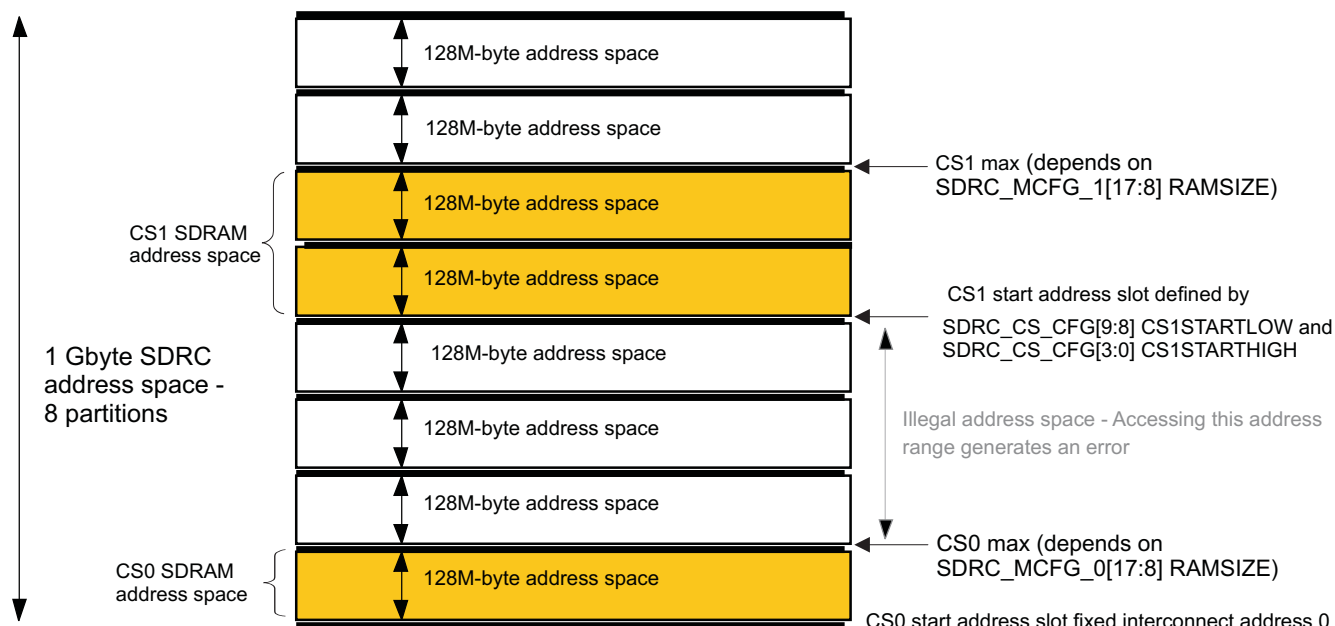 128M-byte address space
128M-byte address space
CS1 max (depends on
SDRC_MCFG_1[17:8] RAMSIZE)
128M-byte address space
CS1 SDRAM
address space
128M-byte address space
CS1 start address slot defined by
SDRC_CS_CFG[9:8] CS1STARTLOW and
SDRC_CS_CFG[3:0] CS1STARTHIGH
128M-byte address space
1 Gbyte SDRC
address space -
8 partitions
Illegal address space - Accessing this address
range generates an error
128M-byte address space
128M-byte address space
CS0 max (depends on
SDRC_MCFG_0[17:8] RAMSIZE)
CS0 SDRAM
address space
128M-byte address space
CS0 start address slot fixed interconnect address 0